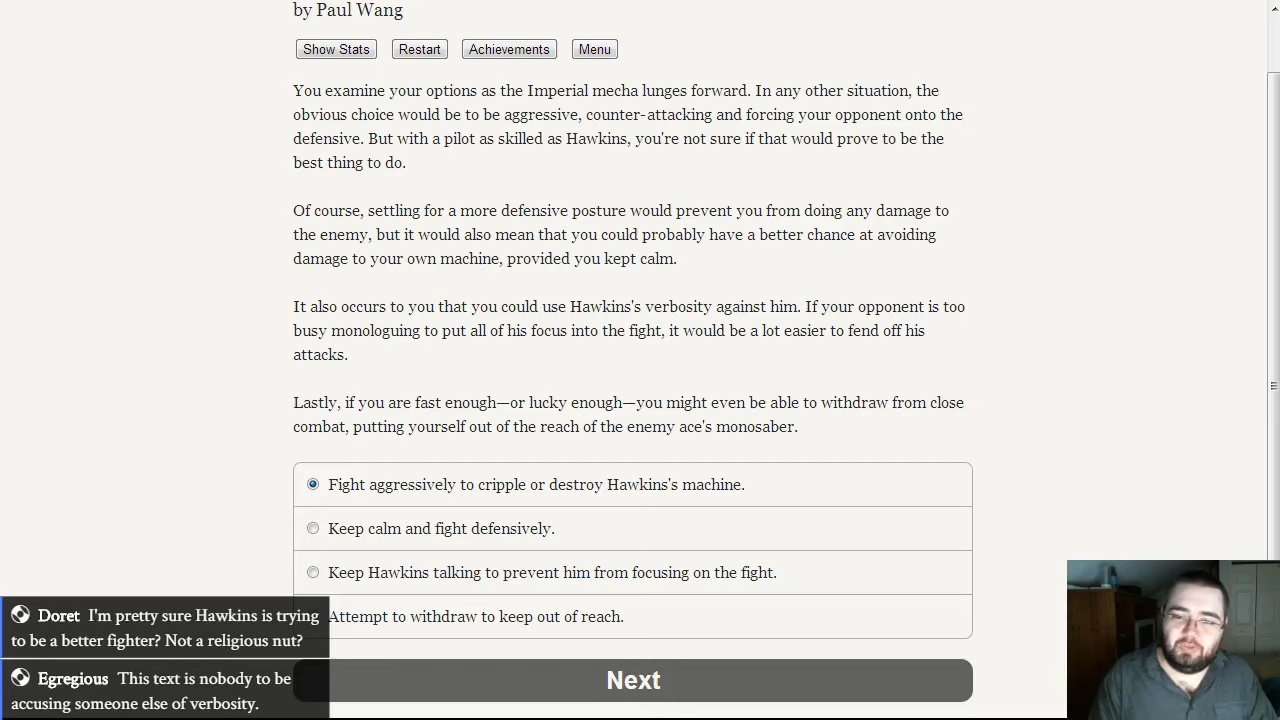 by Paul Wang
Show Stats
Restart
Achievements
Menu
You examine your options as the Imperial mecha lunges forward. In any other situation, the
obvious choice would be to be aggressive, counter-attacking and forcing your opponent onto the
defensive. But with a pilot as skilled as Hawkins, you're not sure if that would prove to be the
best thing to do.
Of course, settling for a more defensive posture would prevent you from doing any damage to
the enemy, but it would also mean that you could probably have a better chance at avoiding
damage to your own machine, provided you kept calm.
It also occurs to you that you could use Hawkins's verbosity against him. If your opponent is too
busy monologuing to put all of his focus into the fight, it would be a lot easier to fend off his
attacks.
Lastly, if you are fast enough—or lucky enough—you might even be able to withdraw from close
combat, putting yourself out of the reach of the enemy ace's monosaber.
Fight aggressively to cripple or destroy Hawkins's machine.
Keep calm and fight defensively.
Keep Hawkins talking to prevent him from focusing on the fight.
Attempt to withdraw to keep out of reach.
Next
Doret I'm pretty sure Hawkins is trying
to be a better fighter? Not a religious nut?
Egregious This text is nobody to be
accusing someone else of verbosity.